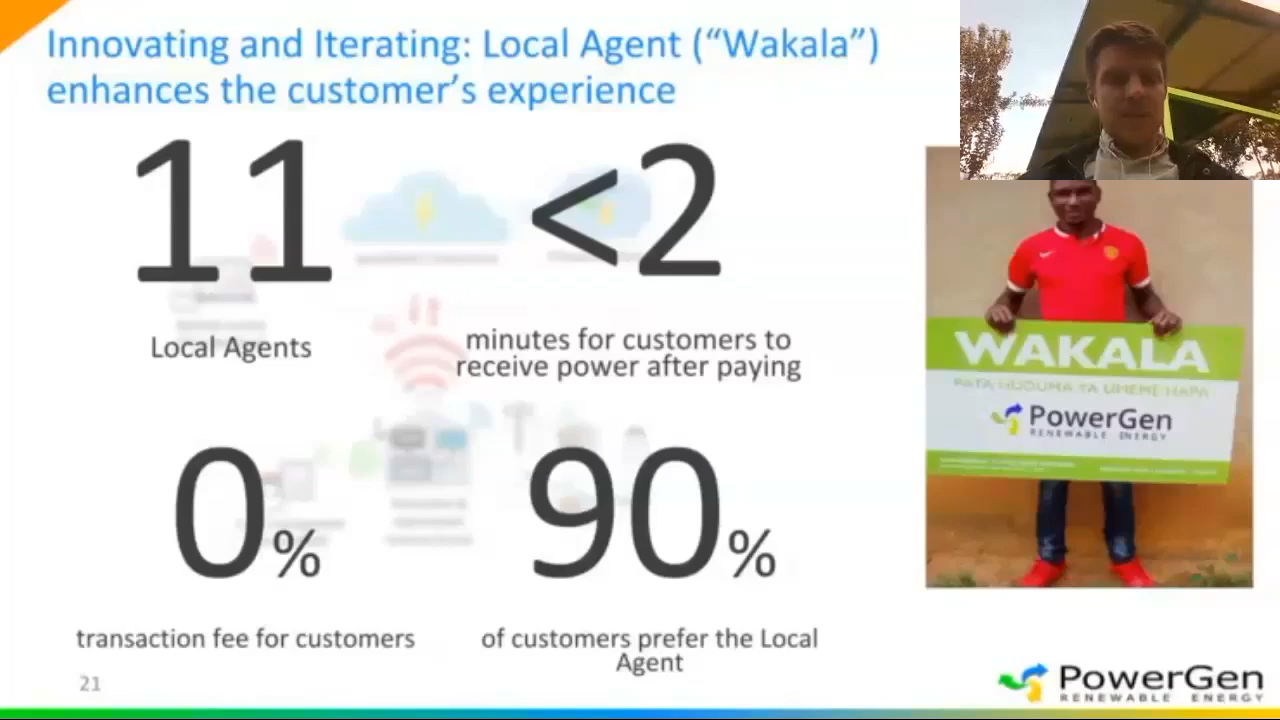 Innovating and Iterating: Local Agent (“Wakala”)
enhances the customer’s experience
11
Local Agents
<2
minutes for customers to
receive power after paying
0%
transaction fee for customers
90%
of customers prefer the Local
Agent
WAKALA
PATA HUDUMA YA UMEME HAPA
PowerGen
RENEWABLE ENERGY
21
PowerGen
RENEWABLE ENERGY